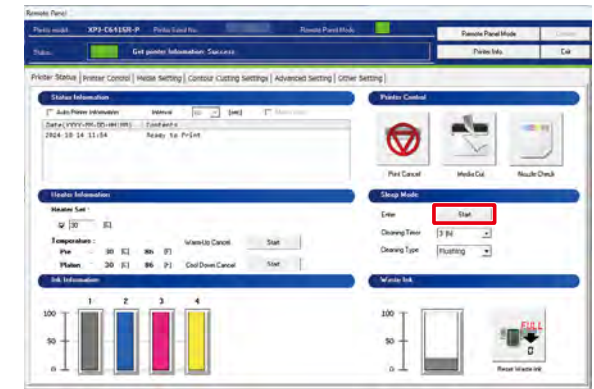 Remote Panel
Printer model: XPJ-C641SR-P Printer Serial No. Remote Panel Mode
Remote Panel Mode
Status: Get printer information: Success
Printer Info. Exit
Printer Status Printer Control Media Setting Contour Cutting Settings Advanced Setting Other Setting
Status Information
Auto Printer Information Interval 60 [sec]
Date(YYYY-MM-DD-HH:MM) Contents
2024 10 14 11:54 Ready to Print
Printer Control
Print Cancel Media Cut Nozzle Check
Heater Information
Heater Set :
30 [C]
Temperature :
Pre 30 [C] 86 [F] Warm-Up Cancel Start
Platen 30 [C] 86 [F] Cool Down Cancel Start
Sleep Mode
Enter Start
Cleaning Timer 3 [h]
Cleaning Type Flushing
Ink Information
1 2 3 4
100
50
0
Waste Ink
100
50
0
FULL
0
Reset Waste Ink